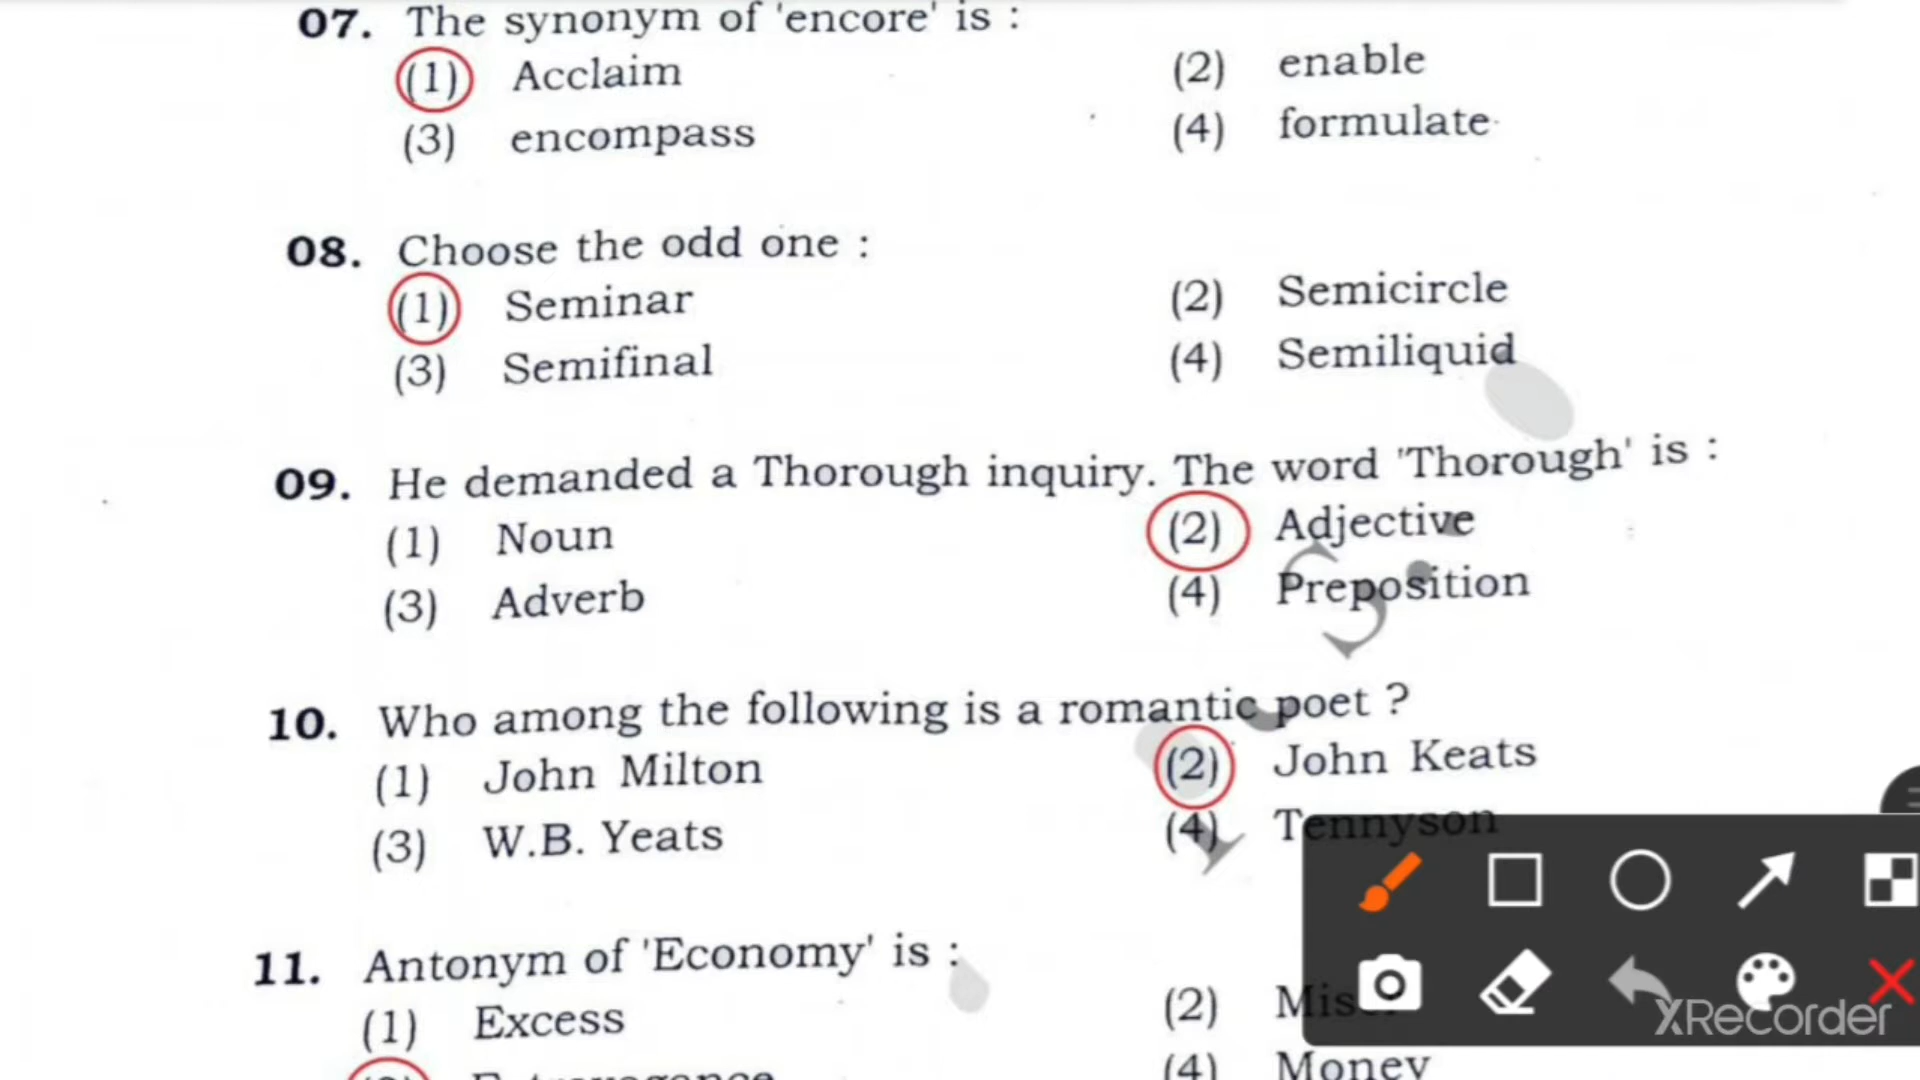 07. The synonym of 'encore' is :
(1) Acclaim (2) enable
(3) encompass (4) formulate
08. Choose the odd one :
(1) Seminar (2) Semicircle
(3) Semifinal (4) Semiliquid
09. He demanded a Thorough inquiry. The word 'Thorough' is :
(1) Noun (2) Adjective
(3) Adverb (4) Preposition
10. Who among the following is a romantic poet ?
(1) John Milton (2) John Keats
(3) W.B. Yeats (4) Tennyson
11. Antonym of 'Economy' is :
(1) Excess (2) Miser
Extravagance (4) Money
XRecorder